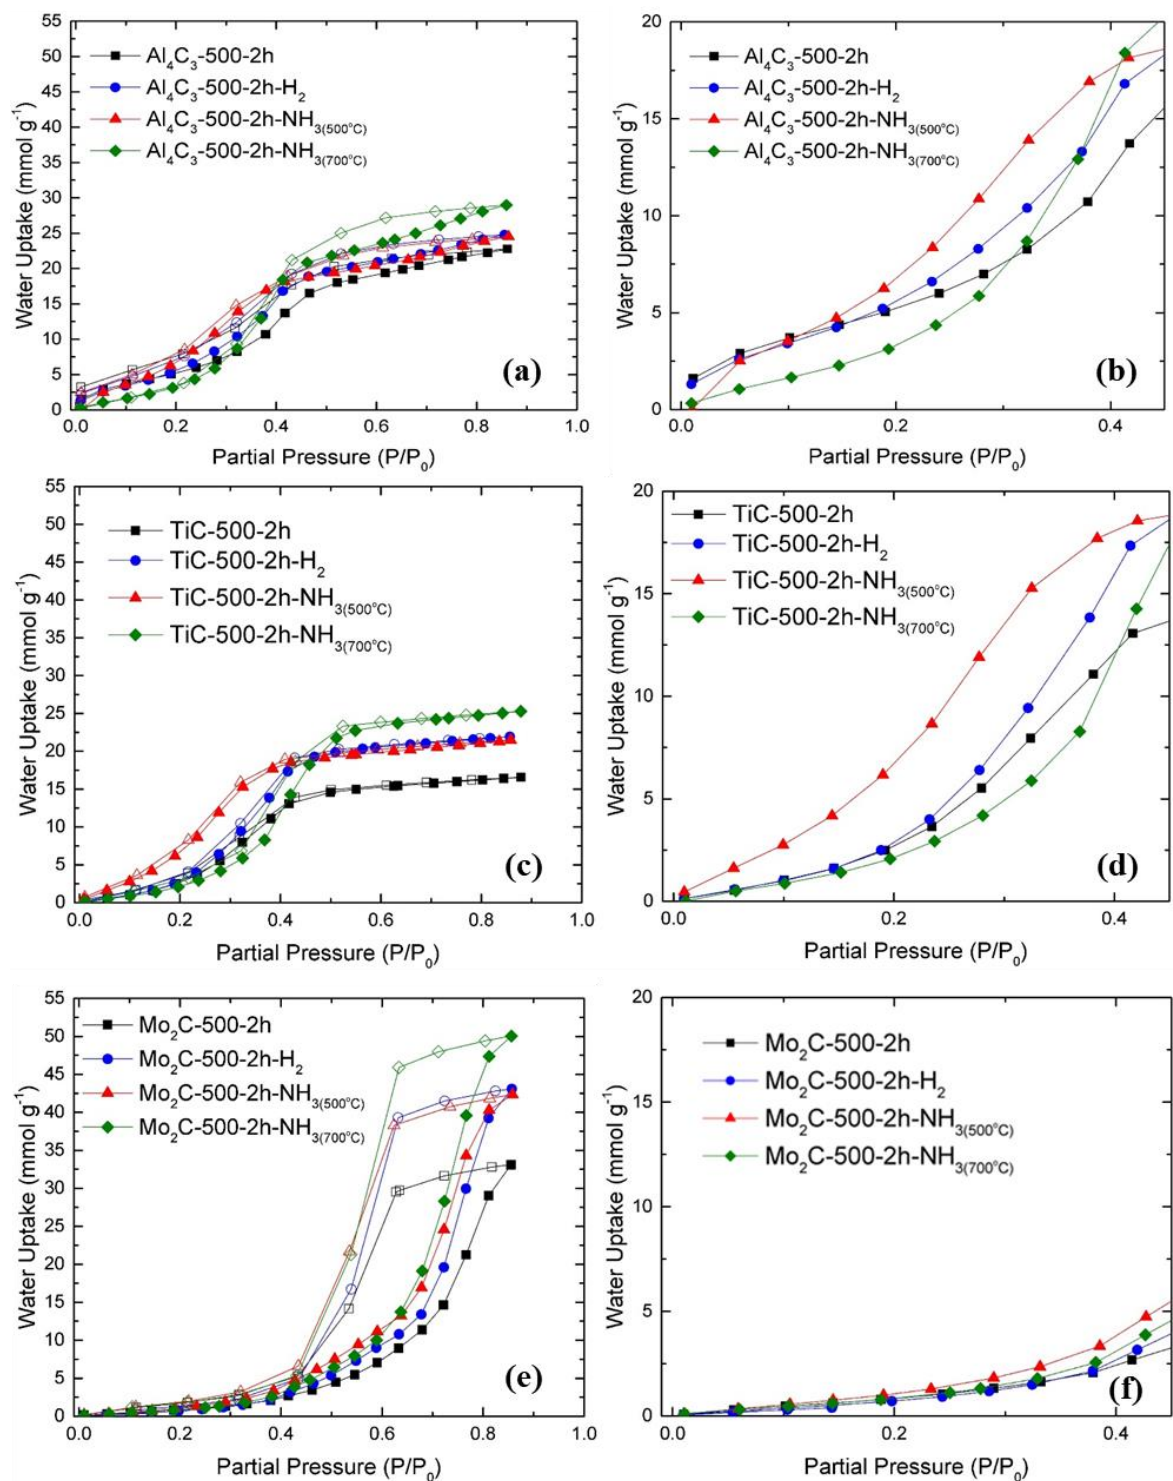 Al₄C₃-500-2h
Al₄C₃-500-2h-H₂
Al₄C₃-500-2h-NH₃₍₅₀₀°C₎
Al₄C₃-500-2h-NH₃₍₇₀₀°C₎
Water Uptake (mmol g⁻¹)
55
50
45
40
35
30
25
20
15
10
5
0
(a)
0.0 0.2 0.4 0.6 0.8 1.0
Partial Pressure (P/P₀)
Al₄C₃-500-2h
Al₄C₃-500-2h-H₂
Al₄C₃-500-2h-NH₃₍₅₀₀°C₎
Al₄C₃-500-2h-NH₃₍₇₀₀°C₎
Water Uptake (mmol g⁻¹)
20
15
10
5
0
(b)
0.0 0.2 0.4
Partial Pressure (P/P₀)
TiC-500-2h
TiC-500-2h-H₂
TiC-500-2h-NH₃₍₅₀₀°C₎
TiC-500-2h-NH₃₍₇₀₀°C₎
Water Uptake (mmol g⁻¹)
55
50
45
40
35
30
25
20
15
10
5
0
(c)
0.0 0.2 0.4 0.6 0.8 1.0
Partial Pressure (P/P₀)
TiC-500-2h
TiC-500-2h-H₂
TiC-500-2h-NH₃₍₅₀₀°C₎
TiC-500-2h-NH₃₍₇₀₀°C₎
Water Uptake (mmol g⁻¹)
20
15
10
5
0
(d)
0.0 0.2 0.4
Partial Pressure (P/P₀)
Mo₂C-500-2h
Mo₂C-500-2h-H₂
Mo₂C-500-2h-NH₃₍₅₀₀°C₎
Mo₂C-500-2h-NH₃₍₇₀₀°C₎
Water Uptake (mmol g⁻¹)
55
50
45
40
35
30
25
20
15
10
5
0
(e)
0.0 0.2 0.4 0.6 0.8 1.0
Partial Pressure (P/P₀)
Mo₂C-500-2h
Mo₂C-500-2h-H₂
Mo₂C-500-2h-NH₃₍₅₀₀°C₎
Mo₂C-500-2h-NH₃₍₇₀₀°C₎
Water Uptake (mmol g⁻¹)
20
15
10
5
0
(f)
0.0 0.2 0.4
Partial Pressure (P/P₀)